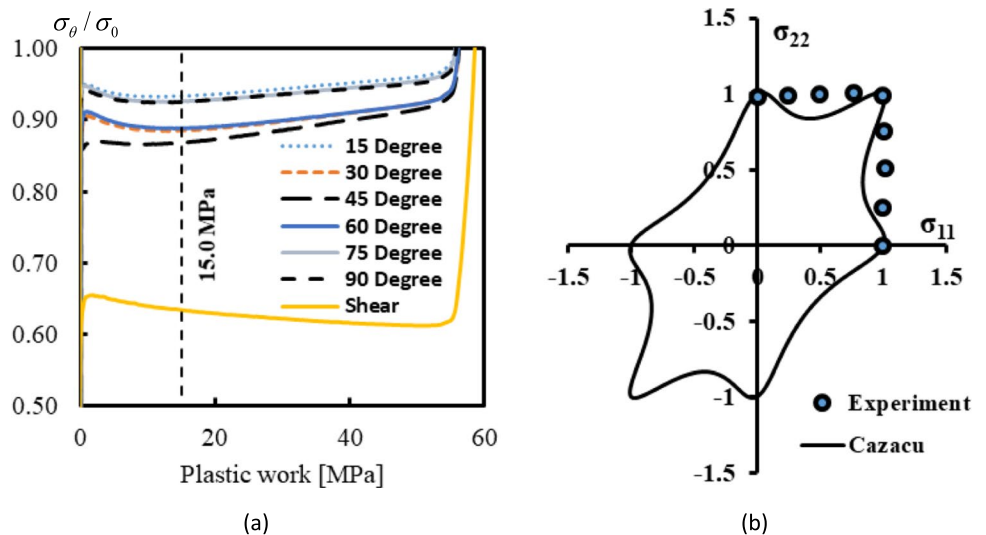 σθ / σ0
1.00
0.90
0.80
0.70
0.60
0.50
0
20
40
60
Plastic work [MPa]
15.0 MPa
15 Degree
30 Degree
45 Degree
60 Degree
75 Degree
90 Degree
Shear
(a)
1.5
σ22
1
0.5
0
σ11
-1.5
-1
-0.5
0
0.5
1
1.5
-0.5
-1
-1.5
Experiment
Cazacu
(b)